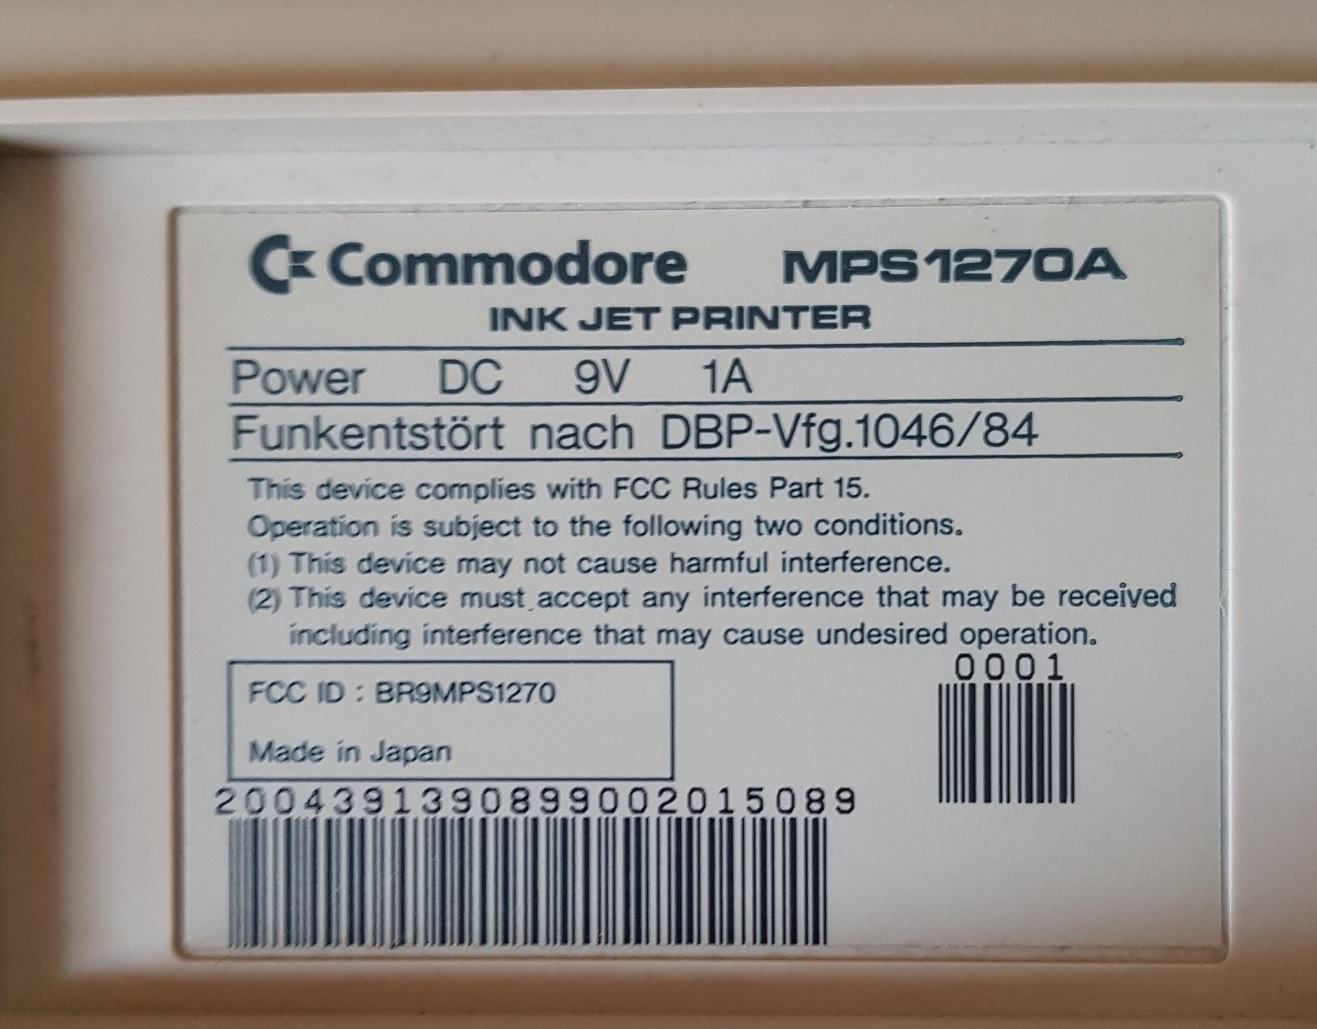 Commodore MPS1270A
INK JET PRINTER
Power DC 9V 1A
Funkentstört nach DBP-Vfg.1046/84
This device complies with FCC Rules Part 15.
Operation is subject to the following two conditions.
(1) This device may not cause harmful interference.
(2) This device must accept any interference that may be received
including interference that may cause undesired operation.
0001
FCC ID : BR9MPS1270
Made in Japan
2004391390899002015089